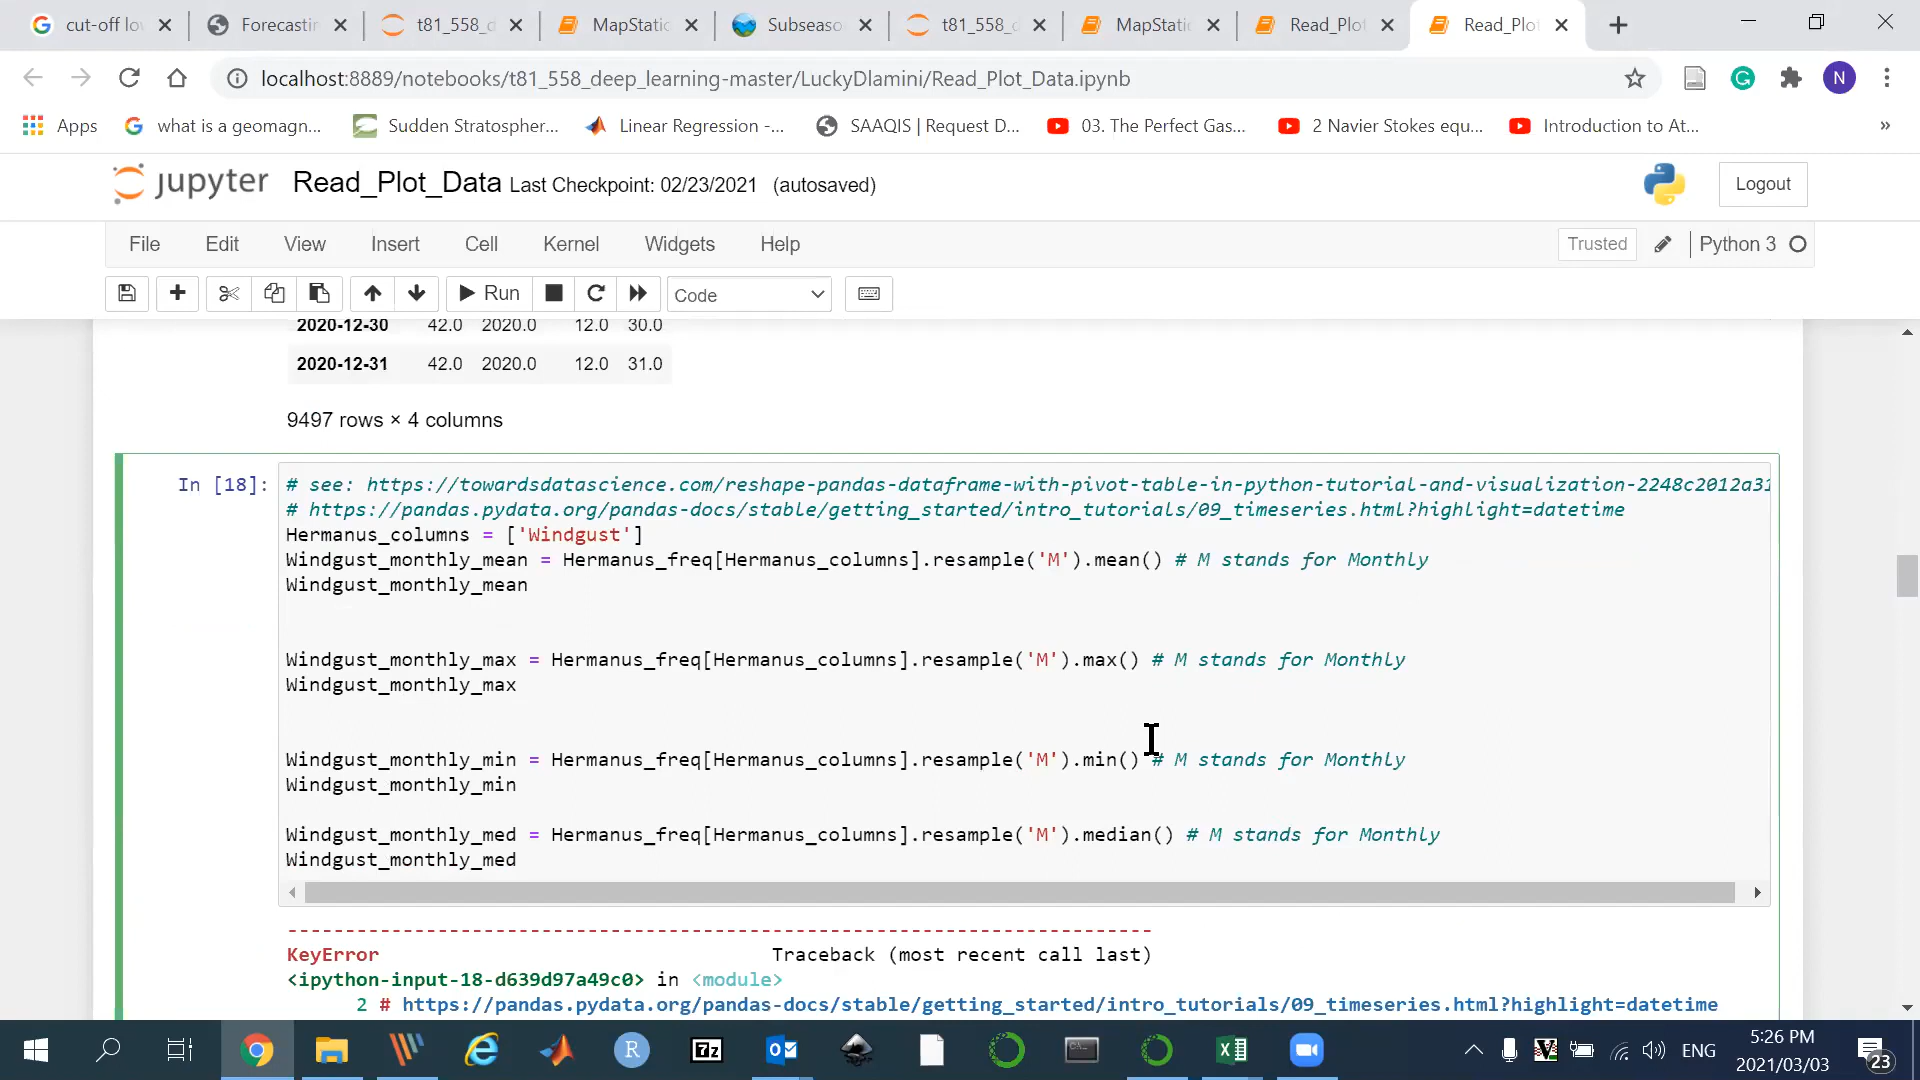 cut-off lo
Forecastin
t81_558_d
MapStatic
Subseaso
t81_558_d
MapStatic
Read_Plot
Read_Plot
localhost:8889/notebooks/t81_558_deep_learning-master/LuckyDlamini/Read_Plot_Data.ipynb
N
Apps
what is a geomagn...
Sudden Stratospher...
Linear Regression -...
SAAQIS | Request D...
03. The Perfect Gas...
2 Navier Stokes equ...
Introduction to At...
»
jupyter Read_Plot_Data Last Checkpoint: 02/23/2021 (autosaved)
Logout
File Edit View Insert Cell Kernel Widgets Help
Trusted
Python 3
Run
Code
2020-12-30 42.0 2020.0 12.0 30.0
2020-12-31 42.0 2020.0 12.0 31.0
9497 rows × 4 columns
In [18]:
# see: https://towardsdatascience.com/reshape-pandas-dataframe-with-pivot-table-in-python-tutorial-and-visualization-2248c2012a31
# https://pandas.pydata.org/pandas-docs/stable/getting_started/intro_tutorials/09_timeseries.html?highlight=datetime
Hermanus_columns = ['Windgust']
Windgust_monthly_mean = Hermanus_freq[Hermanus_columns].resample('M').mean() # M stands for Monthly
Windgust_monthly_mean
Windgust_monthly_max = Hermanus_freq[Hermanus_columns].resample('M').max() # M stands for Monthly
Windgust_monthly_max
Windgust_monthly_min = Hermanus_freq[Hermanus_columns].resample('M').min() # M stands for Monthly
Windgust_monthly_min
Windgust_monthly_med = Hermanus_freq[Hermanus_columns].resample('M').median() # M stands for Monthly
Windgust_monthly_med
---------------------------------------------------------------------------
KeyError Traceback (most recent call last)
<ipython-input-18-d639d97a49c0> in <module>
2 # https://pandas.pydata.org/pandas-docs/stable/getting_started/intro_tutorials/09_timeseries.html?highlight=datetime
R
7z
ENG
5:26 PM
2021/03/03
23